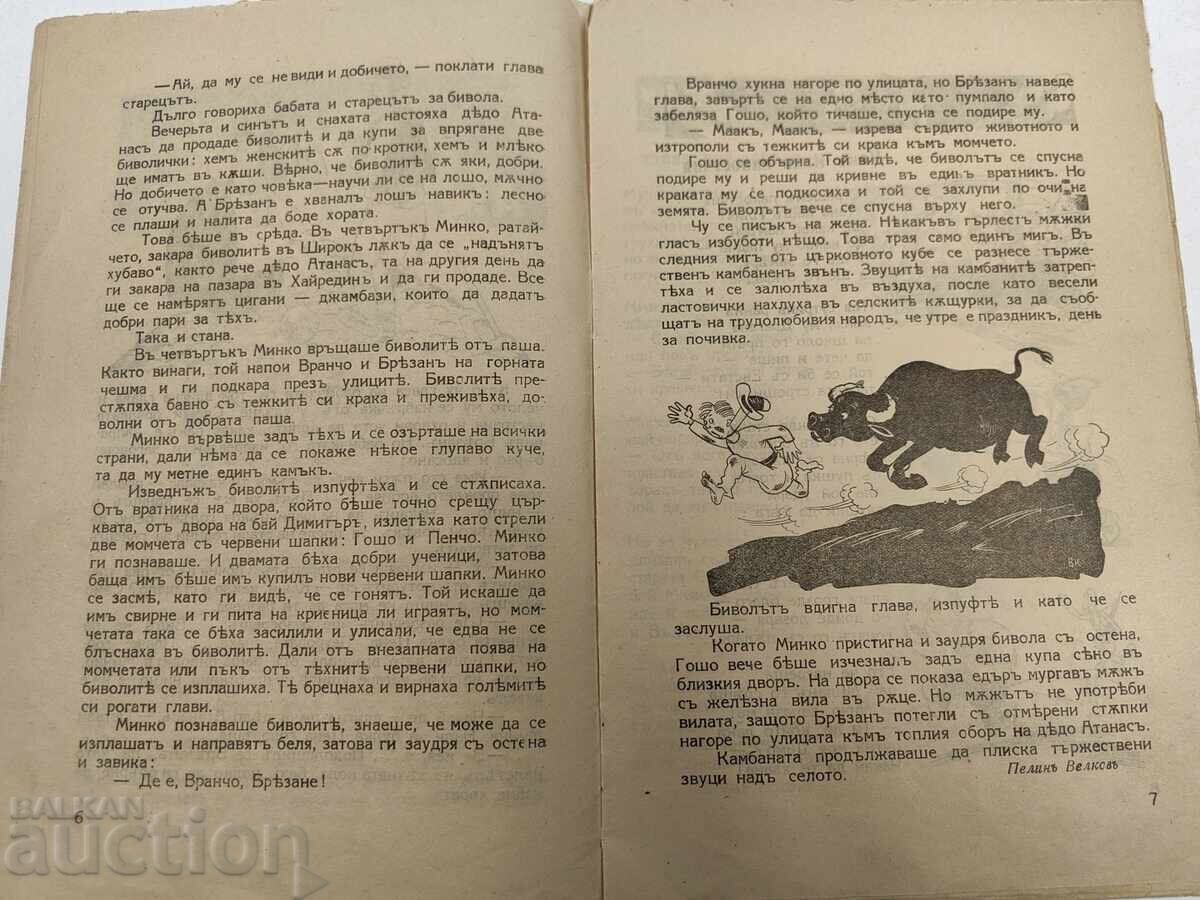 —Ай, да му се не види и добичето, — поклати глава
старецътъ.
Дълго говориха бабата и старецътъ за бивола.
Вечерьта и синътъ и снахата настояха дѣдо Ата-
насъ да продаде биволитѣ и да купи за впрягане две
биволички: хемъ женскитѣ сѫ по-кротки, хемъ и млѣко
ще иматъ въ кѫщи. Вѣрно, че биволитѣ сѫ яки, добри.
Но добичето е като човѣка—научи ли се на лошо, мѫчно
се отучва. А Брѣзанъ е хваналъ лошъ навикъ: лесно
се плаши и налита да боде хората.
Това бѣше въ срѣда. Въ четвъртъкъ Минко, ратай-
чето, закара биволитѣ въ Широкъ лѫкъ да се „надънятъ
хубаво“, както рече дѣдо Атанасъ, та на другия день да
ги закара на пазара въ Хайрединъ и да ги продаде. Все
ще се намѣрятъ цигани — джамбази, които да дадатъ
добри пари за тѣхъ.
Така и стана.
Въ четвъртъкъ Минко връщаше биволитѣ отъ паша.
Както винаги, той напои Вранчо и Брѣзанъ на горната
чешма и ги подкара презъ улицитѣ. Биволитѣ пре-
стѫпяха бавно съ тежкитѣ си крака и преживѣха, до-
волни отъ добрата паша.
Минко вървѣше задъ тѣхъ и се озърташе на всички
страни, дали нѣма да се покаже нѣкое глупаво куче,
та да му метне единъ камъкъ.
Изведнъжъ биволитѣ изпуфтѣха и се стѫписаха.
Отъ вратника на двора, който бѣше точно срещу цър-
квата, отъ двора на бай Димитъръ, излетѣха като стрели
две момчета съ червени шапки: Гошо и Пенчо. Минко
ги познаваше. И двамата бѣха добри ученици, затова
баща имъ бѣше имъ купилъ нови червени шапки. Минко
се засмѣ, като ги видѣ, че се гонятъ. Той искаше да
имъ свирне и ги пита на криеница ли играятъ, но мом-
четата така се бѣха засилили и улисали, че едва не се
блъснаха въ биволитѣ. Дали отъ внезапната поява на
момчетата или пъкъ отъ тѣхнитѣ червени шапки, но
биволитѣ се изплашиха. Тѣ брецнаха и вирнаха голѣмитѣ
си рогати глави.
Минко познаваше биволитѣ, знаеше, че може да се
изплашатъ и направятъ беля, затова ги заудря съ остена
и завика:
— Де е, Вранчо, Брѣзане!
6
Вранчо хукна нагоре по улицата, но Брѣзанъ наведе
глава, завъртѣ се на едно място като пумпало и като
забеляза Гошо, който тичаше, спусна се подире му.
— Маакъ, Маакъ, — изрева сърдито животното и
изтрополи съ тежкитѣ си крака къмъ момчето.
Гошо се обърна. Той видѣ, че биволътъ се спусна
подире му и реши да кривне въ единъ вратник. Но
краката му се подкосиха и той се захлупи по очи на
земята. Биволътъ вече се спусна върху него.
Чу се писъкъ на жена. Нѣкакъвъ гърлестъ мѫжки
гласъ избуботи нѣщо. Това трая само единъ мигъ. Въ
следния мигъ отъ църковното кубе се разнесе търже-
ственъ камбаненъ звънъ. Звуцитѣ на камбанитѣ затреп-
тѣха и се залюлѣха въ въздуха, после като весели
ластовички нахлуха въ селскитѣ кѫщурки, за да съоб-
щатъ на трудолюбивия народъ, че утре е праздникъ, день
за почивка.
ВК
Биволътъ вдигна глава, изпуфтѣ и като че се
заслуша.
Когато Минко пристигна и заудря бивола съ остена,
Гошо вече бѣше изчезналъ задъ една купа сѣно въ
близкия дворъ. На двора се показа едъръ мургавъ мѫжъ
съ желѣзна вила въ рѫце. Но мѫжътъ не употрѣби
вилата, защото Брѣзанъ потегли съ отмѣрени стѫпки
нагоре по улицата къмъ топлия оборъ на дѣдо Атанасъ.
Камбаната продължаваше да плиска тържествени
звуци надъ селото.
Пелинъ Велковъ
7
BALKAN
auction